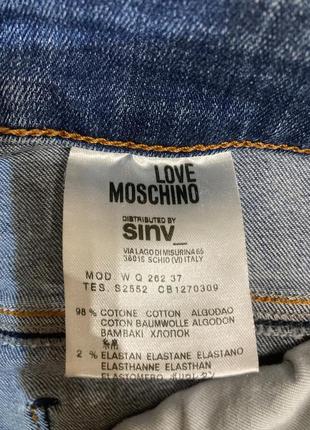 LOVE
MOSCHINO
DISTRIBUTED BY
sinv
VIA LAGO DI MISURINA 65
36015 SCHIO (VI) ITALY
MOD. W Q 262 37
TES. S2552 CB1270309
98 % COTONE COTTON ALGODAO
COTON BAUMWOLLE ALGODON
BAMBAKI ХЛОПОК
2 % ELASTAN ELASTANE ELASTANO
ELASTHANNE ELASTHAN